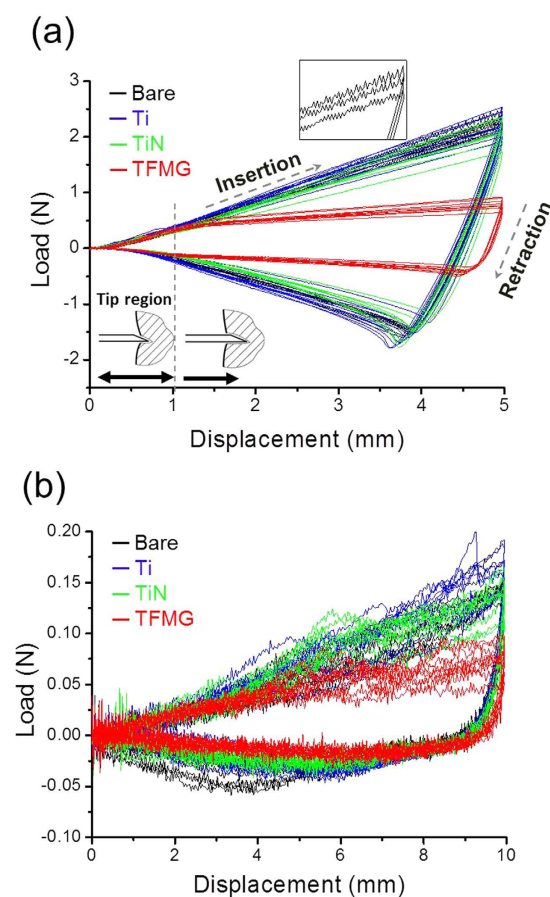 (a)
Bare
Ti
TiN
TFMG
Insertion
Retraction
Tip region
3
2
1
0
-1
-2
Load (N)
0 1 2 3 4 5
Displacement (mm)
(b)
Bare
Ti
TiN
TFMG
0.20
0.15
0.10
0.05
0.00
-0.05
-0.10
Load (N)
0 2 4 6 8 10
Displacement (mm)